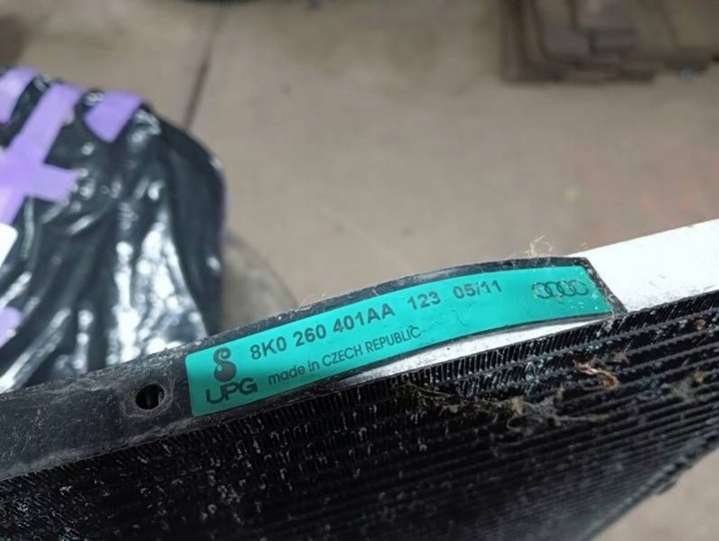 8K0 260 401AA 123 05/11
UPG made in CZECH REPUBLIC